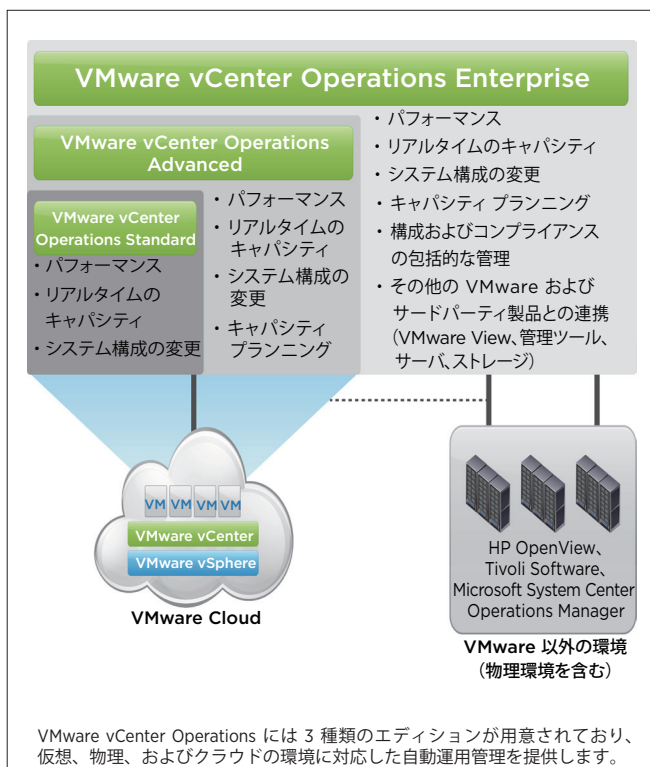 VMware vCenter Operations Enterprise
VMware vCenter Operations
Advanced
VMware vCenter
Operations Standard
・パフォーマンス
・リアルタイムの
キャパシティ
・システム構成の変更
・パフォーマンス
・リアルタイムの
キャパシティ
・システム構成の
変更
・キャパシティ
プランニング
・パフォーマンス
・リアルタイムのキャパシティ
・システム構成の変更
・キャパシティ プランニング
・構成およびコンプライアンス
の包括的な管理
・その他の VMware および
サードパーティ製品との連携
（VMware View、管理ツール、
サーバ、ストレージ）
VM VM VM VM
VMware vCenter
VMware vSphere
VMware Cloud
HP OpenView、
Tivoli Software、
Microsoft System Center
Operations Manager
VMware 以外の環境
（物理環境を含む）
VMware vCenter Operations には 3 種類のエディションが用意されており、
仮想、物理、およびクラウドの環境に対応した自動運用管理を提供します。